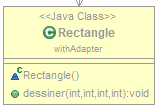 <<Java Class>>
Rectangle
withAdapter
Rectangle()
dessiner(int,int,int,int):void